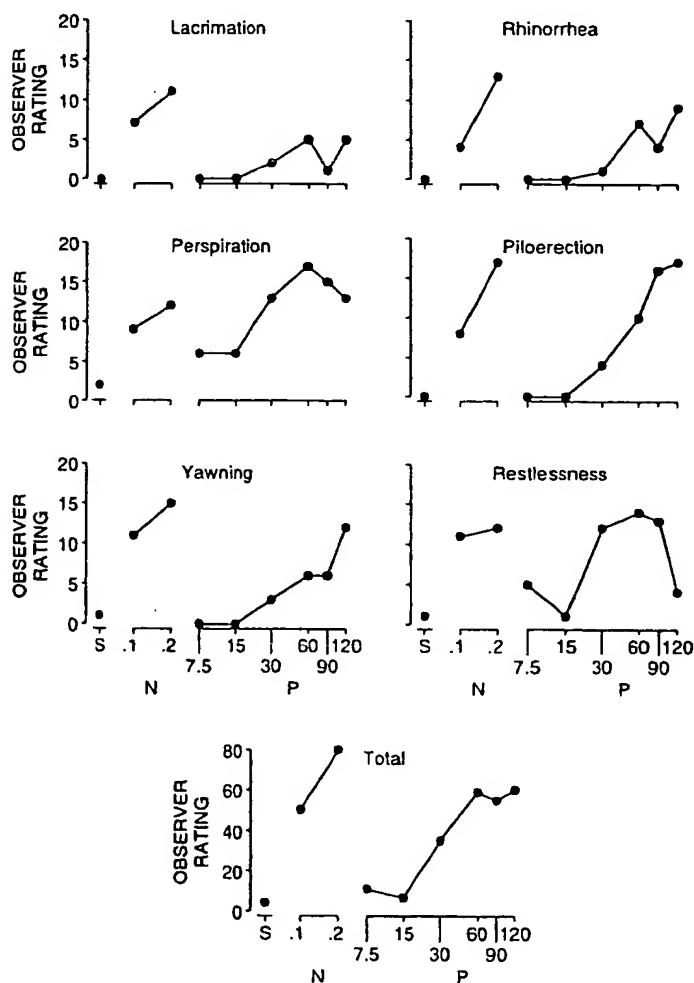 Lacrimation
Rhinorrhea
OBSERVER
RATING
20
15
10
5
0
Perspiration
Piloerection
OBSERVER
RATING
20
15
10
5
0
Yawning
Restlessness
OBSERVER
RATING
20
15
10
5
0
S .1 .2 7.5 15 30 60 90 120
N P
S .1 .2 7.5 15 30 60 90 120
N P
Total
OBSERVER
RATING
80
60
40
20
0
S .1 .2 7.5 15 30 60 90 120
N P